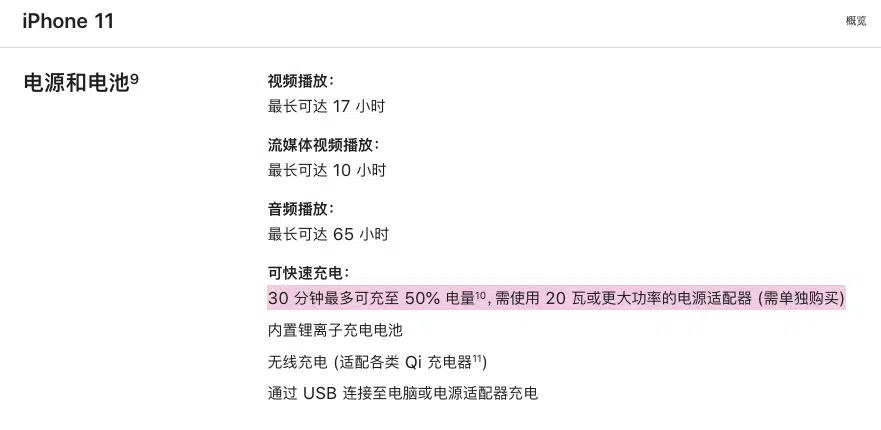 iPhone 11
概览
电源和电池⁹
视频播放：
最长可达 17 小时
流媒体视频播放：
最长可达 10 小时
音频播放：
最长可达 65 小时
可快速充电：
30 分钟最多可充至 50% 电量¹⁰，需使用 20 瓦或更大功率的电源适配器 (需单独购买)
内置锂离子充电电池
无线充电 (适配各类 Qi 充电器¹¹)
通过 USB 连接至电脑或电源适配器充电